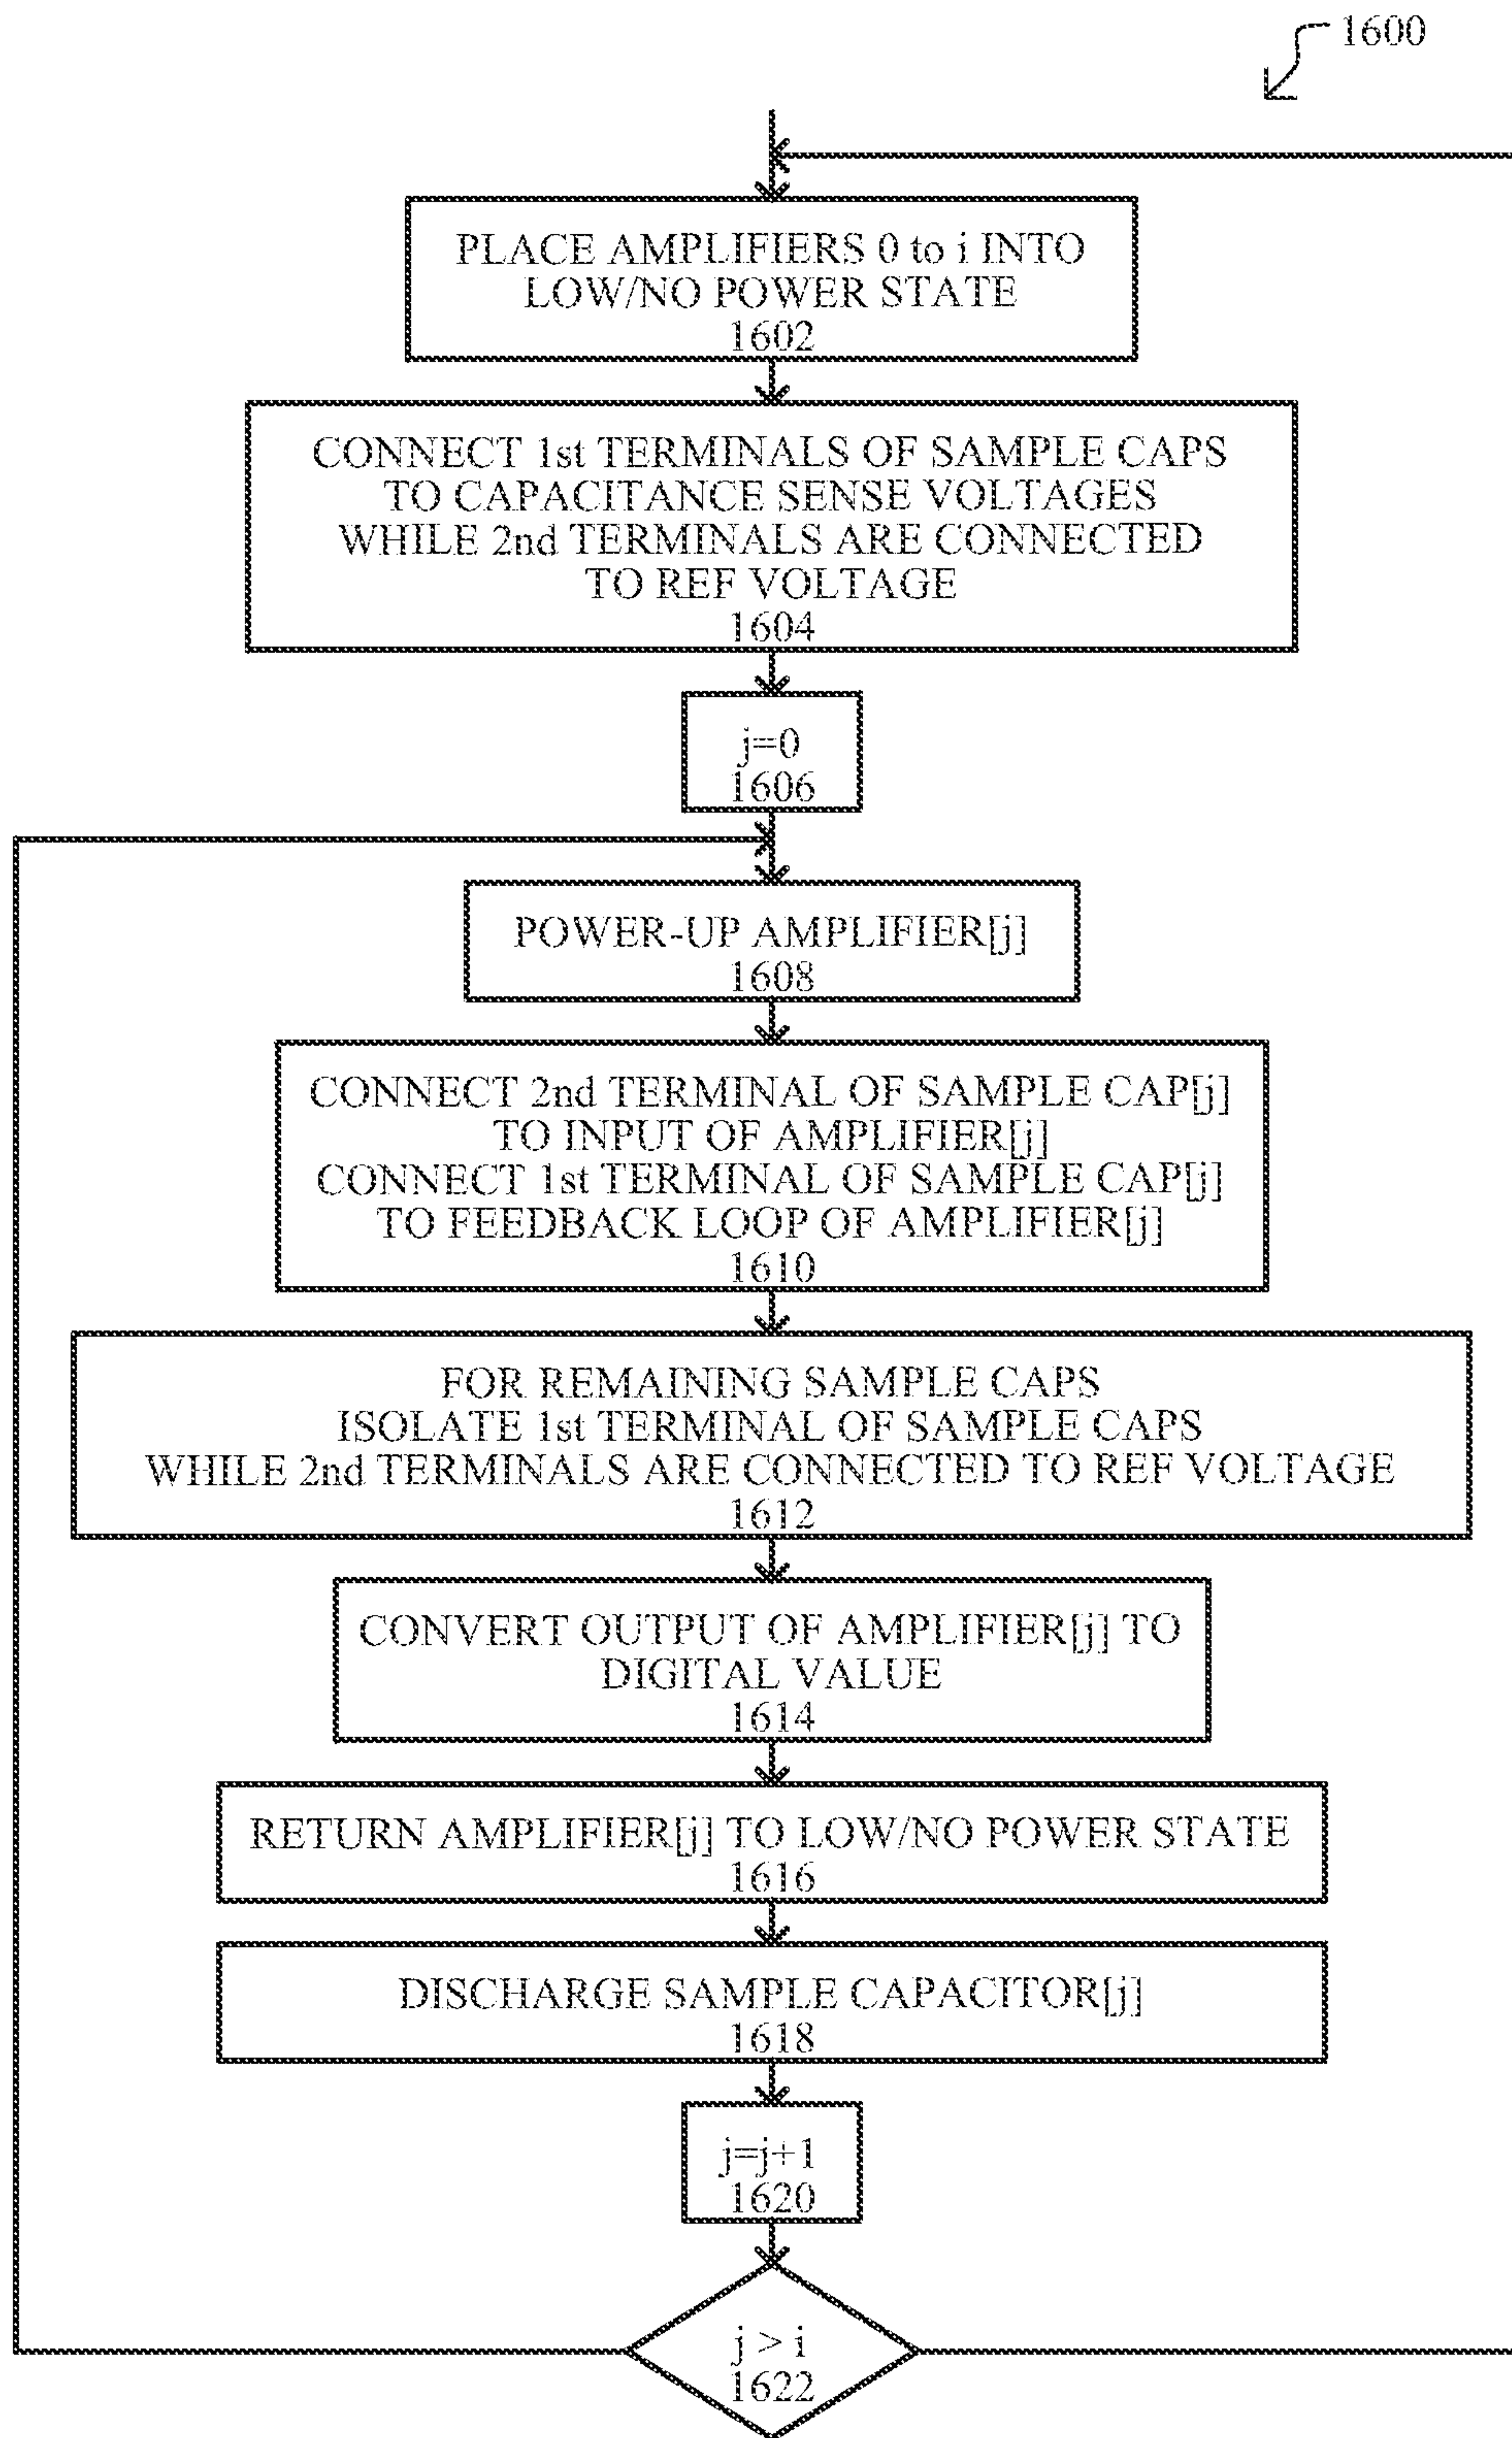 1600
PLACE AMPLIFIERS 0 to i INTO
LOW/NO POWER STATE
1602
CONNECT 1st TERMINALS OF SAMPLE CAPS
TO CAPACITANCE SENSE VOLTAGES
WHILE 2nd TERMINALS ARE CONNECTED
TO REF VOLTAGE
1604
j=0
1606
POWER-UP AMPLIFIER[j]
1608
CONNECT 2nd TERMINAL OF SAMPLE CAP[j]
TO INPUT OF AMPLIFIER[j]
CONNECT 1st TERMINAL OF SAMPLE CAP[j]
TO FEEDBACK LOOP OF AMPLIFIER[j]
1610
FOR REMAINING SAMPLE CAPS
ISOLATE 1st TERMINAL OF SAMPLE CAPS
WHILE 2nd TERMINALS ARE CONNECTED TO REF VOLTAGE
1612
CONVERT OUTPUT OF AMPLIFIER[j] TO
DIGITAL VALUE
1614
RETURN AMPLIFIER[j] TO LOW/NO POWER STATE
1616
DISCHARGE SAMPLE CAPACITOR[j]
1618
j=j+1
1620
j > i
1622